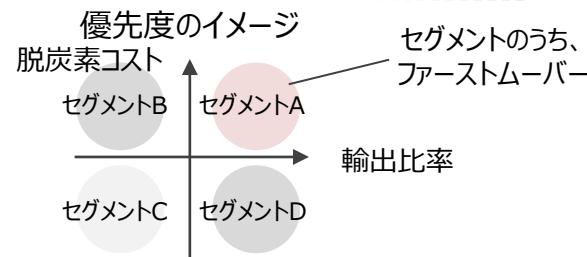 優先度のイメージ
脱炭素コスト
セグメントのうち、
ファーストムーバー
セグメントB
セグメントA
輸出比率
セグメントC
セグメントD